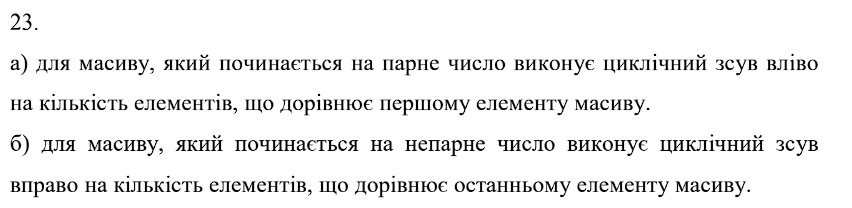 23.
а) для масиву, який починається на парне число виконує циклічний зсув вліво
на кількість елементів, що дорівнює першому елементу масиву.
б) для масиву, який починається на непарне число виконує циклічний зсув
вправо на кількість елементів, що дорівнює останньому елементу масиву.